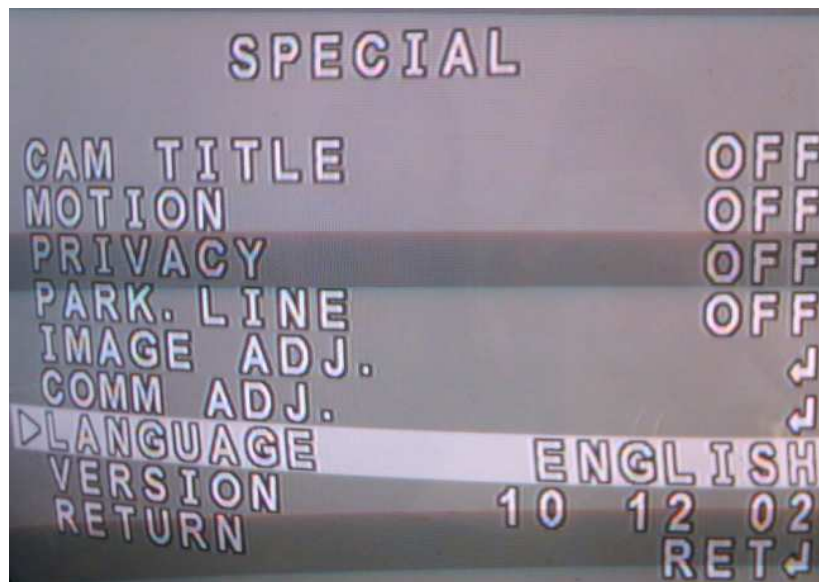 SPECIAL
CAM TITLE OFF
MOTION OFF
PRIVACY OFF
PARK. LINE OFF
IMAGE ADJ. ↲
COMM ADJ. ↲
▷LANGUAGE ENGLISH
VERSION 10 12 02
RETURN RET↲